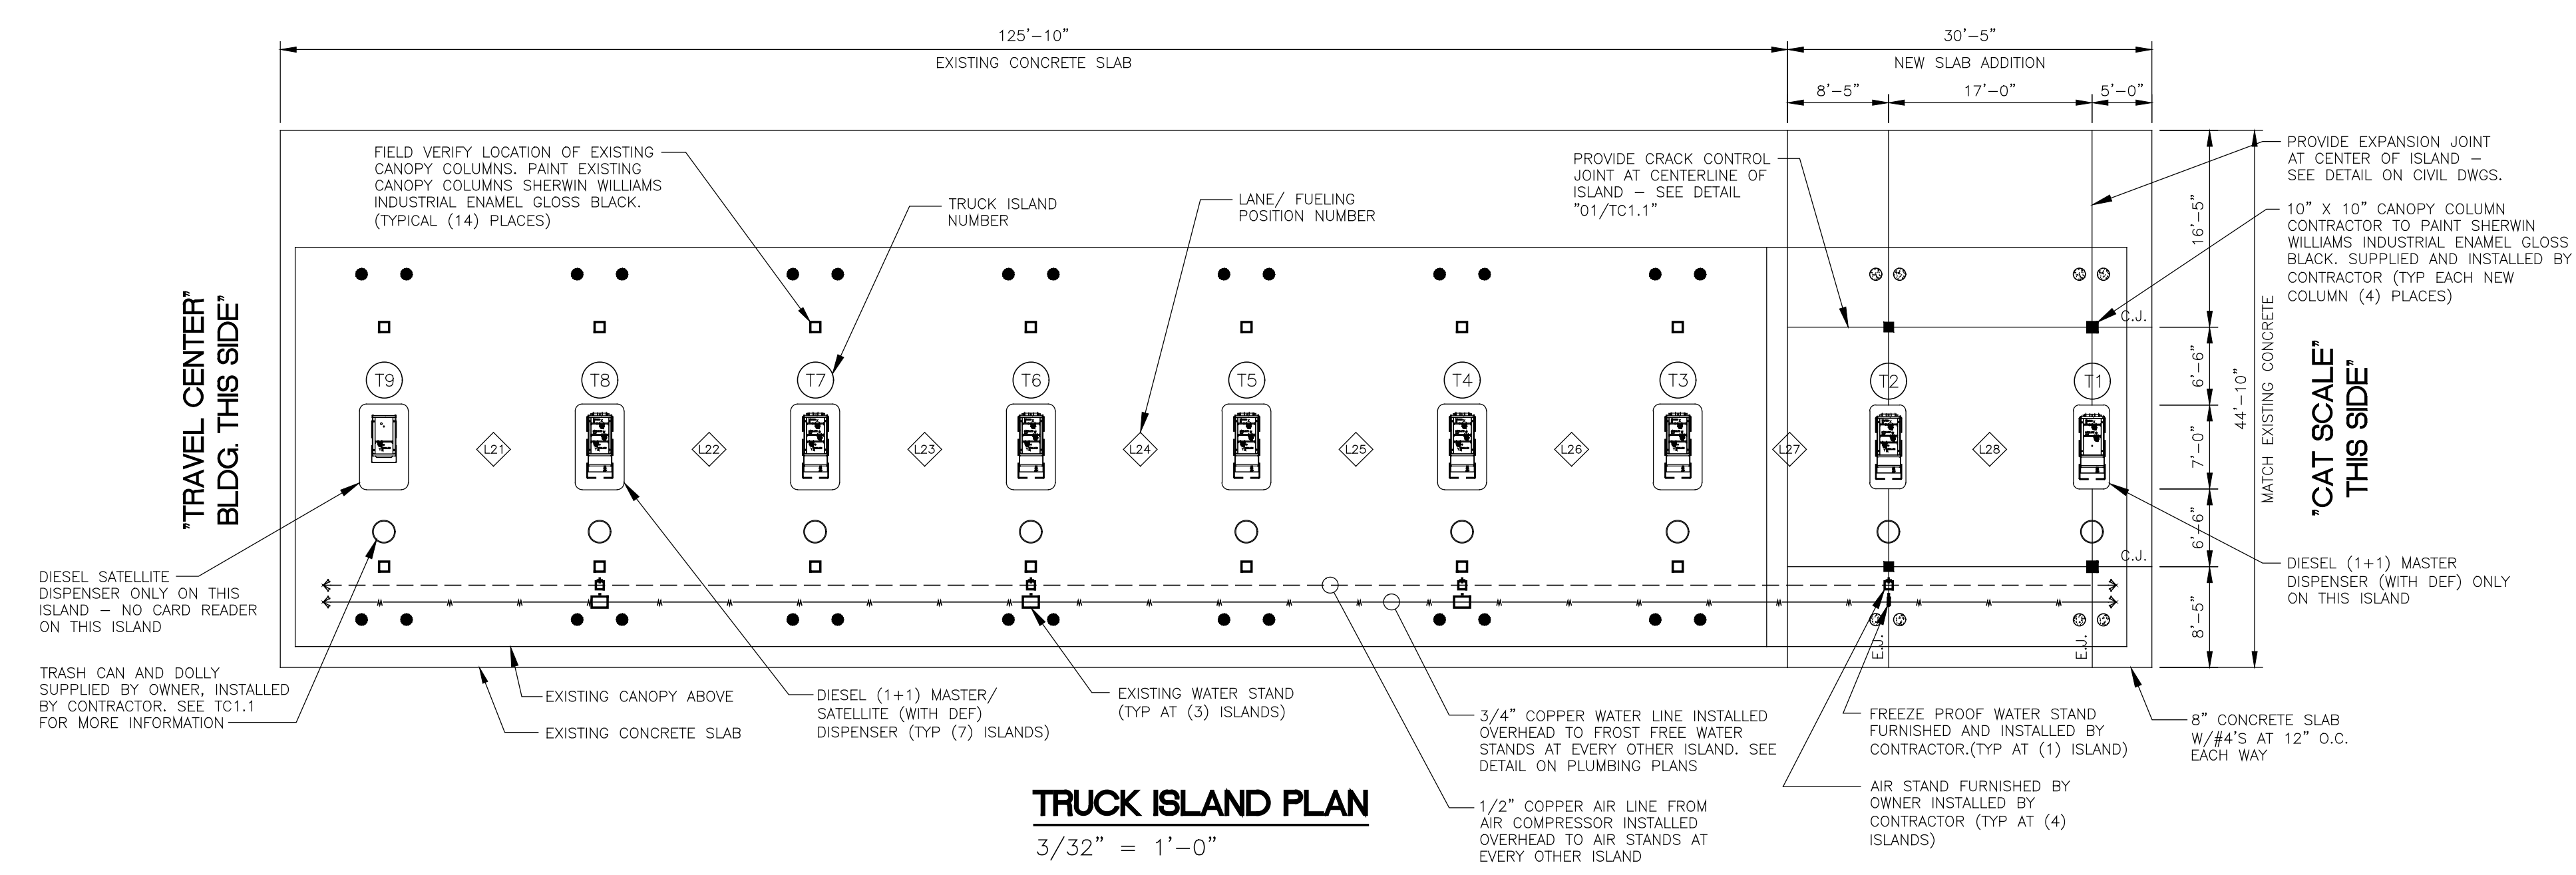 125'-10"
EXISTING CONCRETE SLAB
30'-5"
NEW SLAB ADDITION
8'-5"
17'-0"
5'-0"
FIELD VERIFY LOCATION OF EXISTING
CANOPY COLUMNS. PAINT EXISTING
CANOPY COLUMNS SHERWIN WILLIAMS
INDUSTRIAL ENAMEL GLOSS BLACK.
(TYPICAL (14) PLACES)
TRUCK ISLAND
NUMBER
LANE/ FUELING
POSITION NUMBER
PROVIDE CRACK CONTROL
JOINT AT CENTERLINE OF
ISLAND – SEE DETAIL
"01/TC1.1"
PROVIDE EXPANSION JOINT
AT CENTER OF ISLAND –
SEE DETAIL ON CIVIL DWGS.
10" X 10" CANOPY COLUMN
CONTRACTOR TO PAINT SHERWIN
WILLIAMS INDUSTRIAL ENAMEL GLOSS
BLACK. SUPPLIED AND INSTALLED BY
CONTRACTOR (TYP EACH NEW
COLUMN (4) PLACES)
"TRAVEL CENTER"
BLDG. THIS SIDE"
T9
T8
T7
T6
T5
T4
T3
T2
T1
L21
L22
L23
L24
L25
L26
L27
L28
C.J.
C.J.
E.J.
E.J.
16'-5"
6'-6"
7'-0"
6'-6"
8'-5"
44'-10"
MATCH EXISTING CONCRETE
"CAT SCALE"
THIS SIDE"
DIESEL SATELLITE
DISPENSER ONLY ON THIS
ISLAND – NO CARD READER
ON THIS ISLAND
TRASH CAN AND DOLLY
SUPPLIED BY OWNER, INSTALLED
BY CONTRACTOR. SEE TC1.1
FOR MORE INFORMATION
EXISTING CANOPY ABOVE
EXISTING CONCRETE SLAB
DIESEL (1+1) MASTER/
SATELLITE (WITH DEF)
DISPENSER (TYP (7) ISLANDS)
EXISTING WATER STAND
(TYP AT (3) ISLANDS)
3/4" COPPER WATER LINE INSTALLED
OVERHEAD TO FROST FREE WATER
STANDS AT EVERY OTHER ISLAND. SEE
DETAIL ON PLUMBING PLANS
1/2" COPPER AIR LINE FROM
AIR COMPRESSOR INSTALLED
OVERHEAD TO AIR STANDS AT
EVERY OTHER ISLAND
FREEZE PROOF WATER STAND
FURNISHED AND INSTALLED BY
CONTRACTOR.(TYP AT (1) ISLAND)
AIR STAND FURNISHED BY
OWNER INSTALLED BY
CONTRACTOR (TYP AT (4)
ISLANDS)
DIESEL (1+1) MASTER
DISPENSER (WITH DEF) ONLY
ON THIS ISLAND
8" CONCRETE SLAB
W/#4'S AT 12" O.C.
EACH WAY
TRUCK ISLAND PLAN
3/32" = 1'-0"